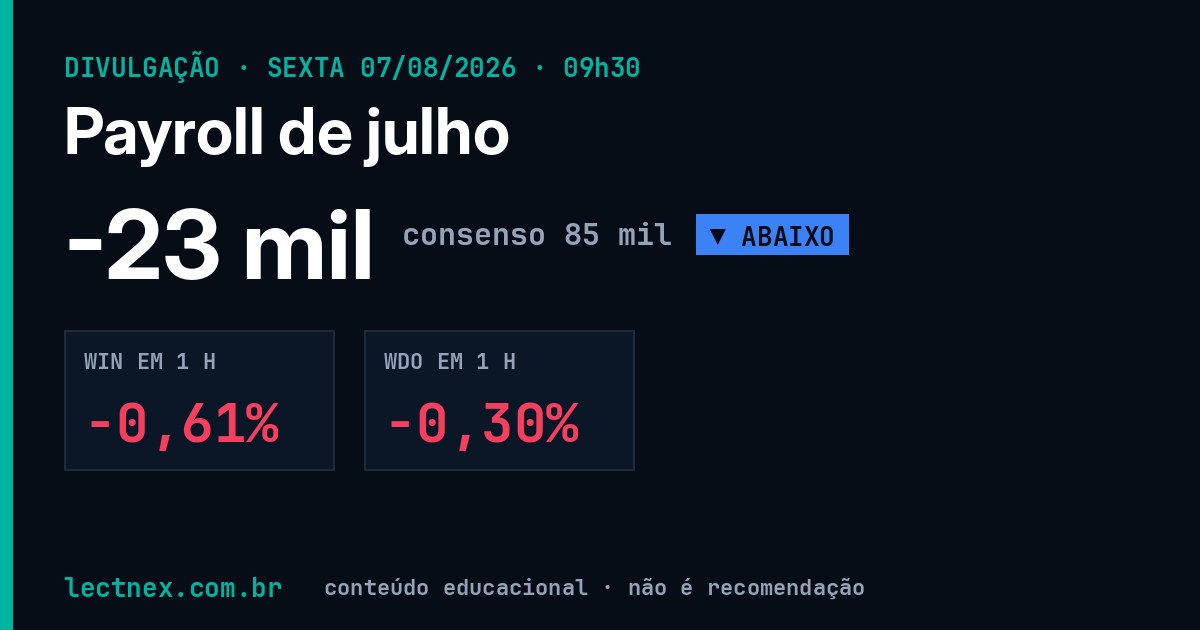 DIVULGAÇÃO · SEXTA 07/08/2026 · 09h30
Payroll de julho
-23 mil consenso 85 mil ▼ ABAIXO
WIN EM 1 H
-0,61%
WDO EM 1 H
-0,30%
lectnex.com.br conteúdo educacional · não é recomendação